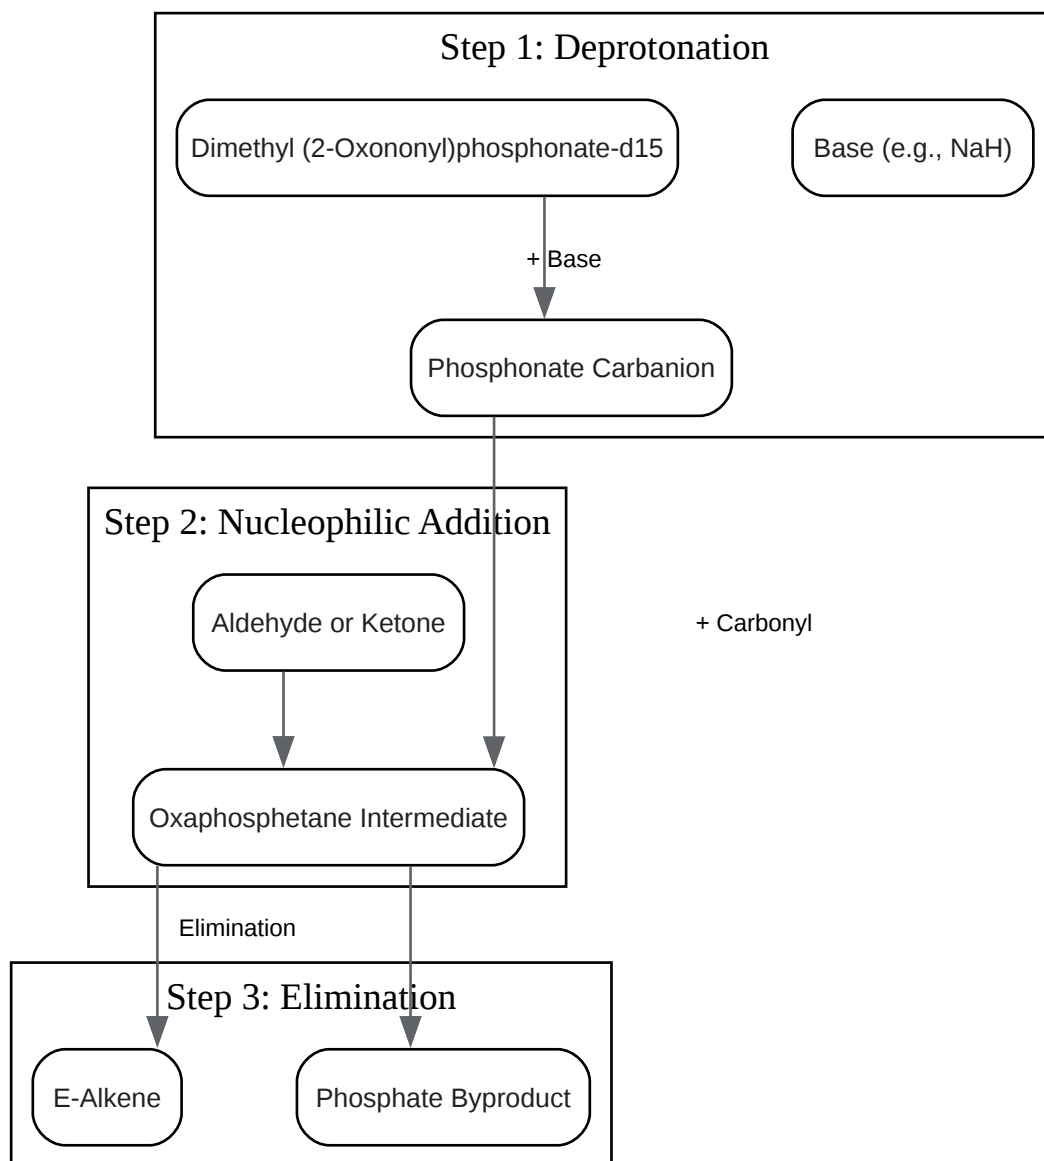 Step 1: Deprotonation
Dimethyl (2-Oxononyl)phosphonate-d15
Base (e.g., NaH)
+ Base
Phosphonate Carbanion
Step 2: Nucleophilic Addition
Aldehyde or Ketone
+ Carbonyl
Oxaphosphetane Intermediate
Elimination
Step 3: Elimination
E-Alkene
Phosphate Byproduct